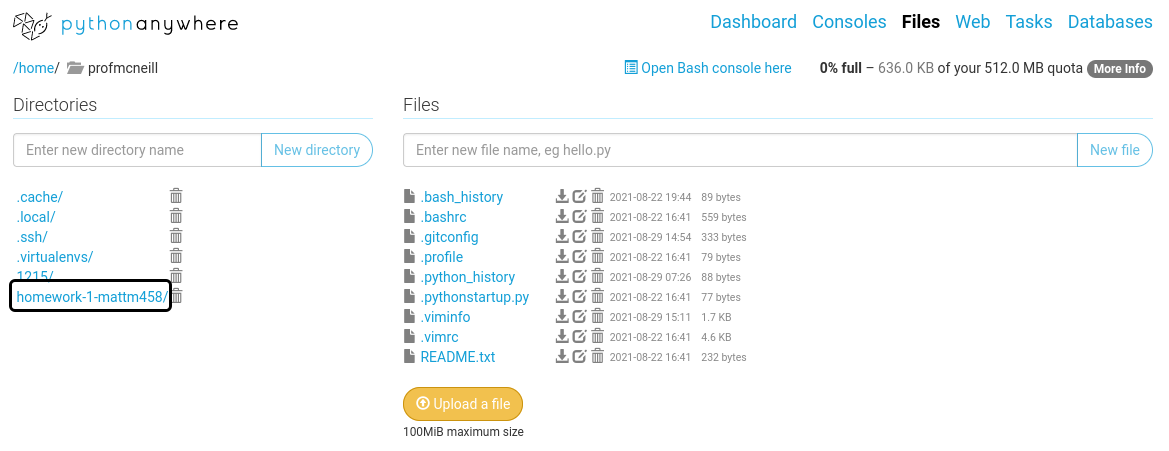 pythonanywhere
Dashboard Consoles Files Web Tasks Databases
/home/ profmcneill
Open Bash console here
0% full – 636.0 KB of your 512.0 MB quota More Info
Directories
Enter new directory name New directory
.cache/
.local/
.ssh/
.virtualenvs/
1215/
homework-1-mattm458/
Files
Enter new file name, eg hello.py New file
.bash_history 2021-08-22 19:44 89 bytes
.bashrc 2021-08-22 16:41 559 bytes
.gitconfig 2021-08-29 14:54 333 bytes
.profile 2021-08-22 16:41 79 bytes
.python_history 2021-08-29 07:26 88 bytes
.pythonstartup.py 2021-08-22 16:41 77 bytes
.viminfo 2021-08-29 15:11 1.7 KB
.vimrc 2021-08-22 16:41 4.6 KB
README.txt 2021-08-22 16:41 232 bytes
Upload a file
100MiB maximum size